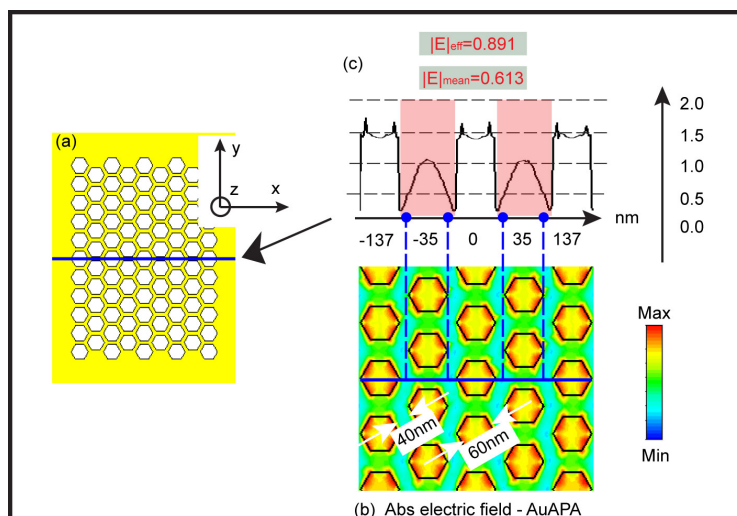 |E|eff=0.891
(c)
|E|mean=0.613
2.0
1.5
1.0
0.5
0.0
(a)
y
z
x
nm
-137 -35 0 35 137
Max
Min
40nm
60nm
(b) Abs electric field - AuAPA